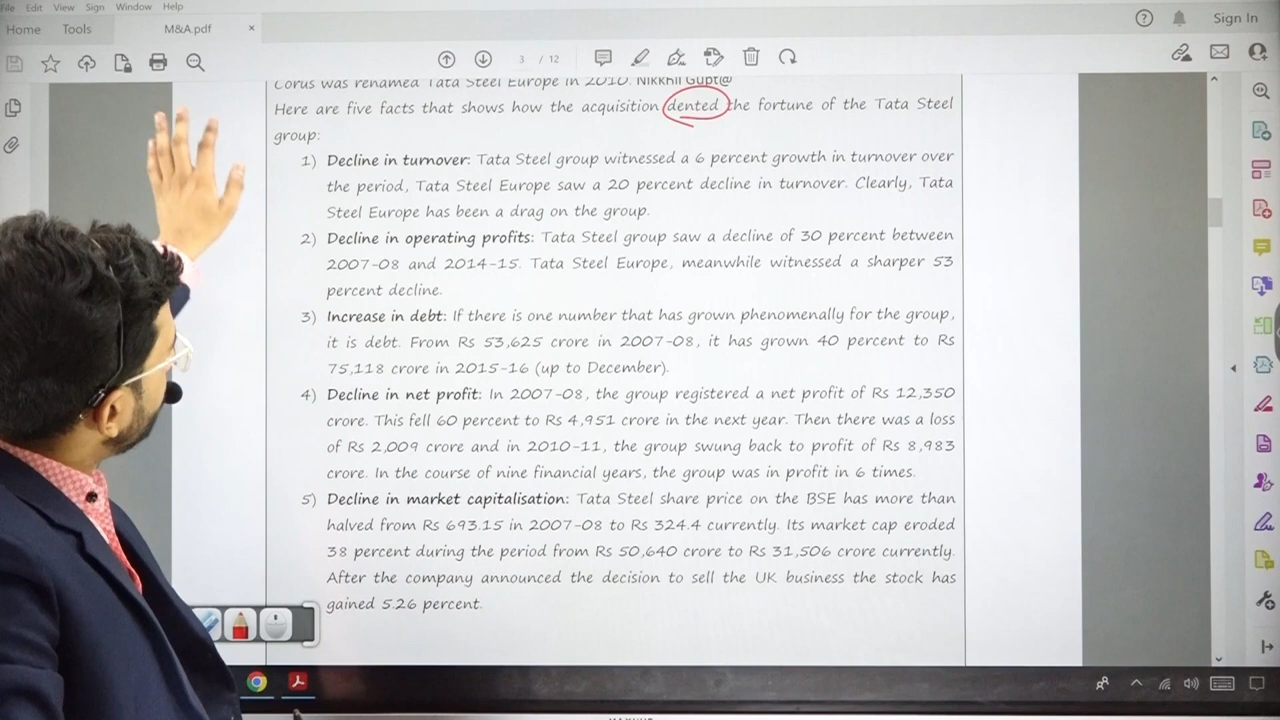 File Edit View Sign Window Help
Home Tools M&A.pdf × Sign In
3 / 12
Corus was renamed Tata Steel Europe in 2010. Nikkhil Gupt@
Here are five facts that shows how the acquisition dented the fortune of the Tata Steel
group:
1) Decline in turnover: Tata Steel group witnessed a 6 percent growth in turnover over
the period, Tata Steel Europe saw a 20 percent decline in turnover. Clearly, Tata
Steel Europe has been a drag on the group.
2) Decline in operating profits: Tata Steel group saw a decline of 30 percent between
2007-08 and 2014-15. Tata Steel Europe, meanwhile witnessed a sharper 53
percent decline.
3) Increase in debt: If there is one number that has grown phenomenally for the group,
it is debt. From Rs 53,625 crore in 2007-08, it has grown 40 percent to Rs
75,118 crore in 2015-16 (up to December).
4) Decline in net profit: In 2007-08, the group registered a net profit of Rs 12,350
crore. This fell 60 percent to Rs 4,951 crore in the next year. Then there was a loss
of Rs 2,009 crore and in 2010-11, the group swung back to profit of Rs 8,983
crore. In the course of nine financial years, the group was in profit in 6 times.
5) Decline in market capitalisation: Tata Steel share price on the BSE has more than
halved from Rs 693.15 in 2007-08 to Rs 324.4 currently. Its market cap eroded
38 percent during the period from Rs 50,640 crore to Rs 31,506 crore currently.
After the company announced the decision to sell the UK business the stock has
gained 5.26 percent.